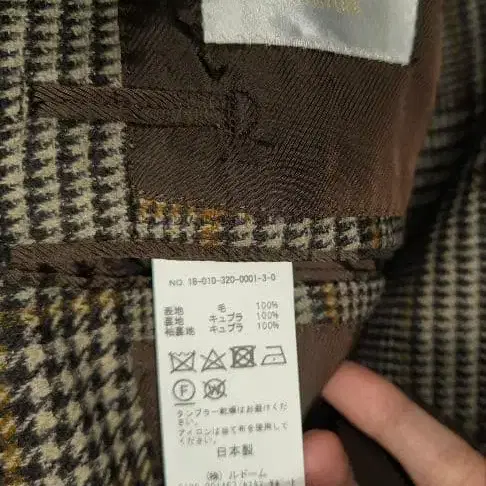 NO. 18-010-320-0001-3-0
表地 毛 100%
裏地 キュプラ 100%
袖裏地 キュプラ 100%
F W
タンブラー乾燥はお避けくだ
さい。
アイロンは当て布を使用して
ください。
日本製
(株) ルドーム